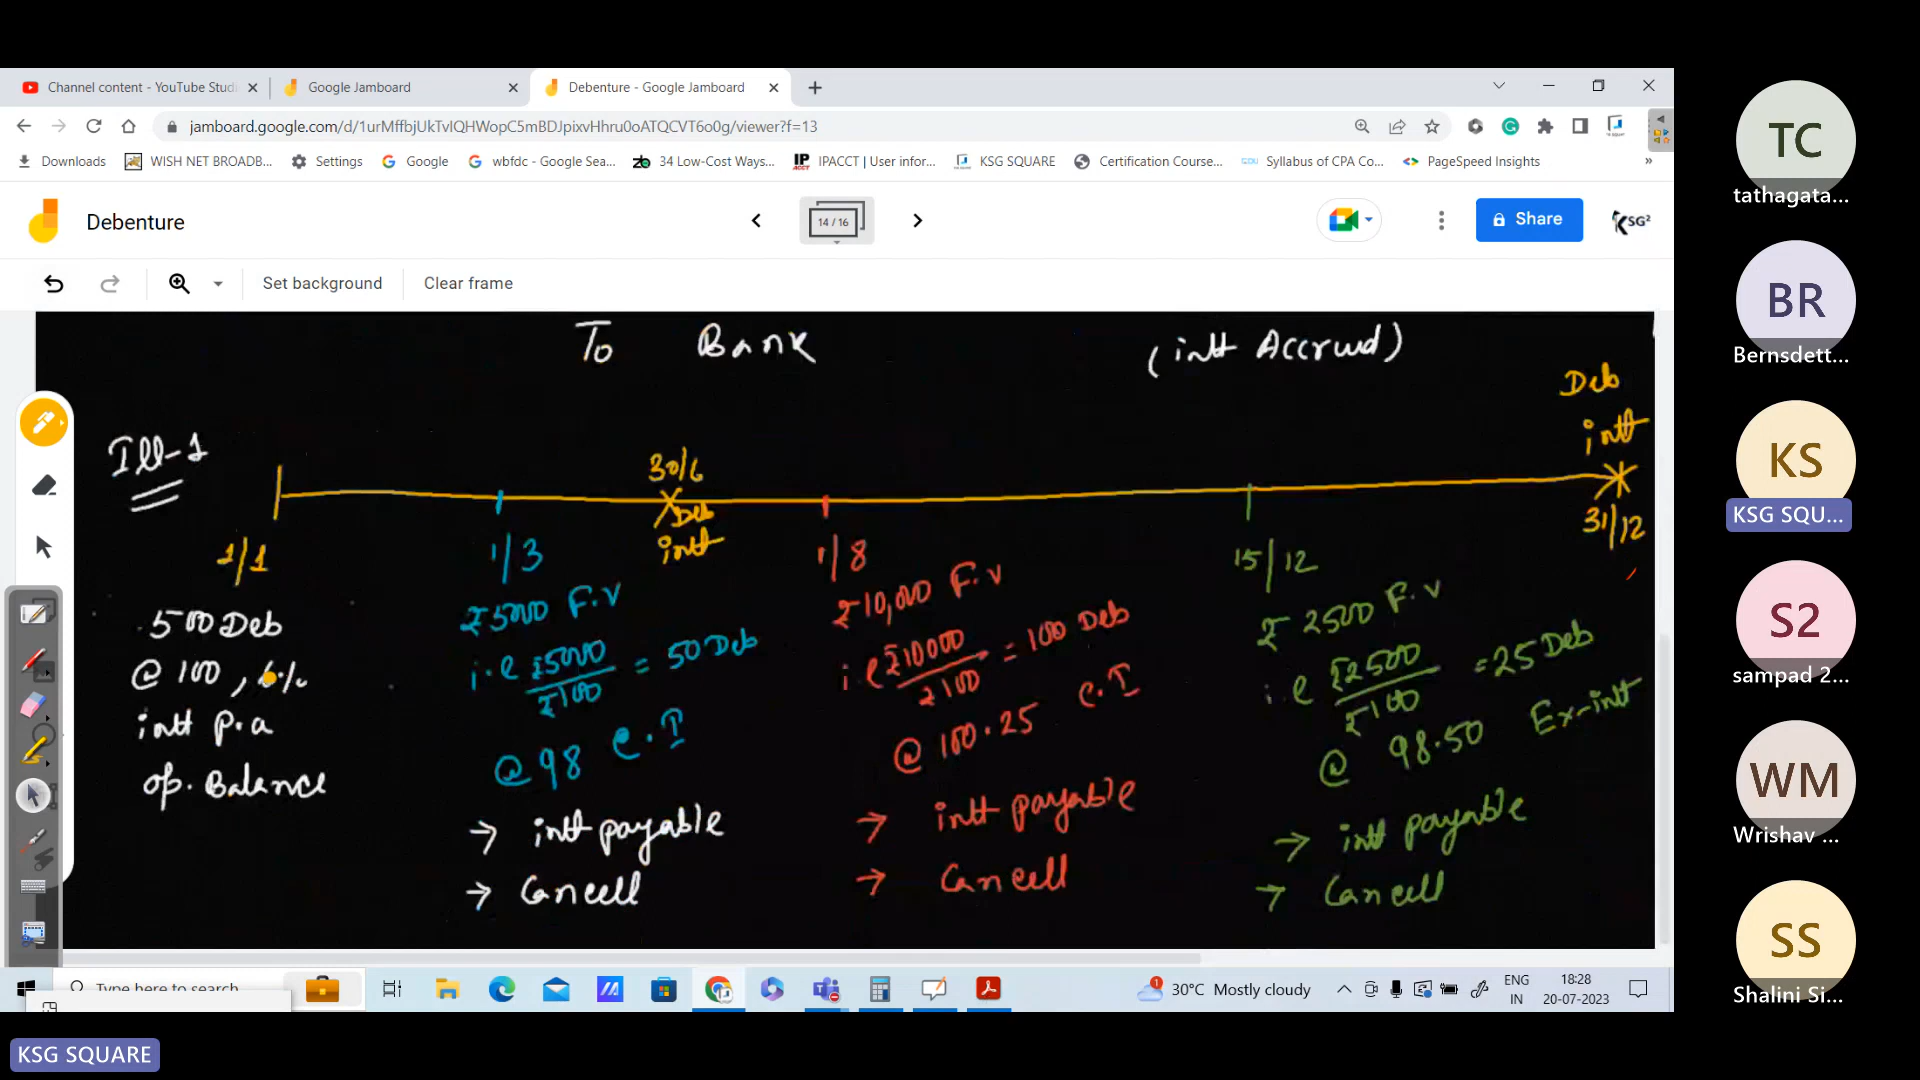 Channel content - YouTube Studi
Google Jamboard
Debenture - Google Jamboard
jamboard.google.com/d/1urMffbjUkTvIQHWopC5mBDJpixvHhru0oATQCVT6o0g/viewer?f=13
Downloads
WISH NET BROADB...
Settings
Google
wbfdc - Google Sea...
34 Low-Cost Ways...
IPACCT | User infor...
KSG SQUARE
Certification Course...
Syllabus of CPA Co...
PageSpeed Insights
»
Debenture
14 / 16
Share
KSG²
Set background
Clear frame
To Bank (intt Accrued)
Ill-1
Deb
intt
30/6
Deb
intt
31/12
1/1
500 Deb
@ 100, 6%
intt p.a
op. Balance
1/3
₹5000 F.V
i.e ₹5000/₹100 = 50 Deb
@ 98 C.I
→ intt payable
→ Cancell
1/8
₹10,000 F.V
i.e ₹10000/₹100 = 100 Deb
@ 100.25 C.I
→ intt payable
→ Cancell
15/12
₹ 2500 F.V
i.e ₹2500/₹100 = 25 Deb
@ 98.50 Ex-intt
→ intt payable
→ Cancell
Type here to search
30°C Mostly cloudy
ENG
IN
18:28
20-07-2023
KSG SQUARE
TC
tathagata...
BR
Bernsdett...
KS
KSG SQU...
S2
sampad 2...
WM
Wrishav ...
SS
Shalini Si...